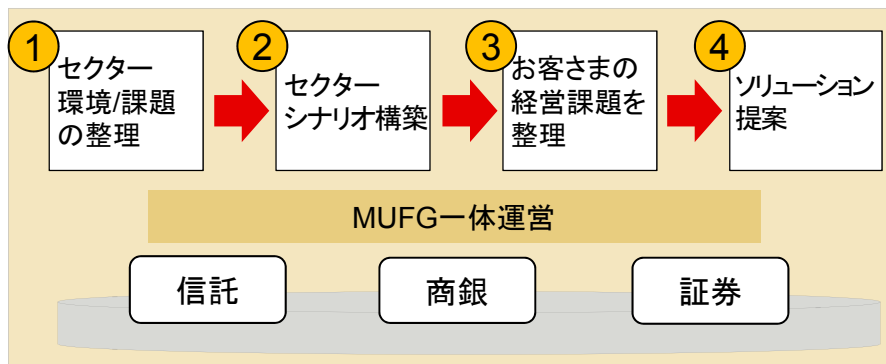 1
セクター
環境/課題
の整理
2
セクター
シナリオ構築
3
お客さまの
経営課題を
整理
4
ソリューション
提案
MUFG一体運営
信託
商銀
証券